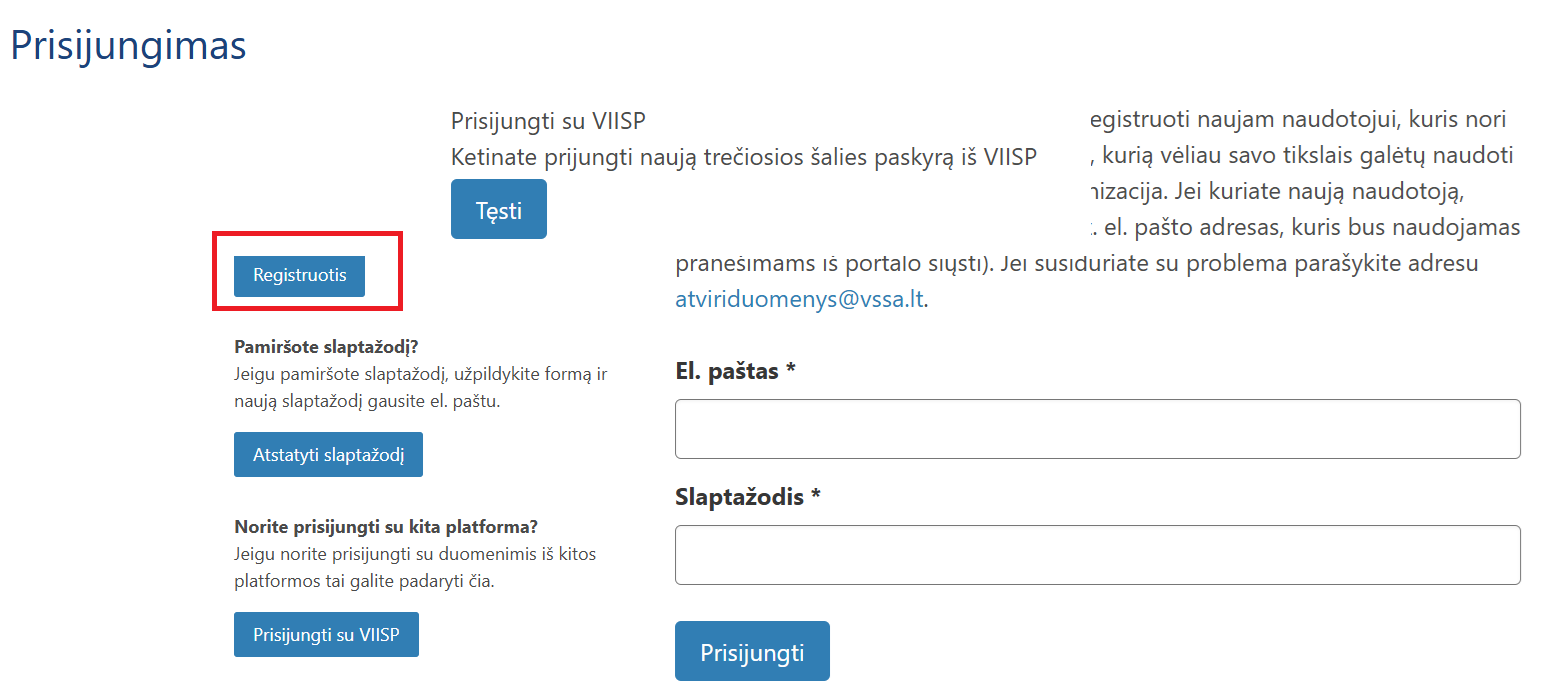 Prisijungimas
Prisijungti su VIISP
Ketinate prijungti naują trečiosios šalies paskyrą iš VIISP
Tęsti
Registruotis
Pamiršote slaptažodį?
Jeigu pamiršote slaptažodį, užpildykite formą ir
naują slaptažodį gausite el. paštu.
Atstatyti slaptažodį
Norite prisijungti su kita platforma?
Jeigu norite prisijungti su duomenimis iš kitos
platformos tai galite padaryti čia.
Prisijungti su VIISP
egistruoti naujam naudotojui, kuris nori
, kurią vėliau savo tikslais galėtų naudoti
nizacija. Jei kuriate naują naudotoją,
. el. pašto adresas, kuris bus naudojamas
pranešimams iš portalo siųsti). Jei susiduriate su problema parašykite adresu
atviriduomenys@vssa.lt.
El. paštas *
Slaptažodis *
Prisijungti